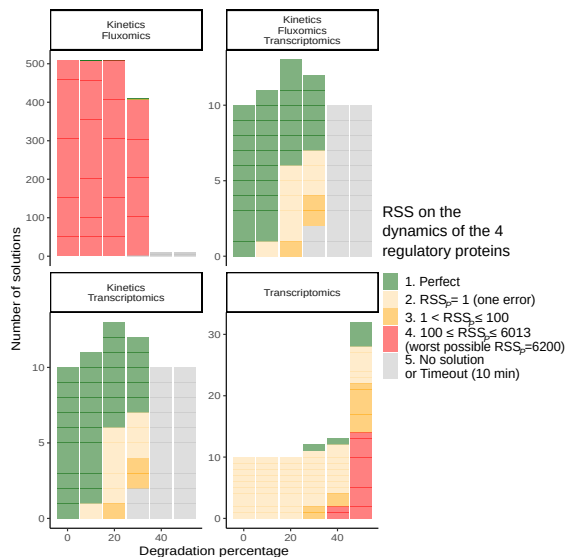 Kinetics
Fluxomics
Kinetics
Fluxomics
Transcriptomics
500
400
300
200
100
0
10
5
0
Kinetics
Transcriptomics
Transcriptomics
10
5
0
30
20
10
0
0
20
40
0
20
40
Number of solutions
Degradation percentage
RSS on the
dynamics of the 4
regulatory proteins
1. Perfect
2. RSSP= 1 (one error)
3. 1 < RSSP≤ 100
4. 100 ≤ RSSP≤ 6013
(worst possible RSSP=6200)
5. No solution
or Timeout (10 min)